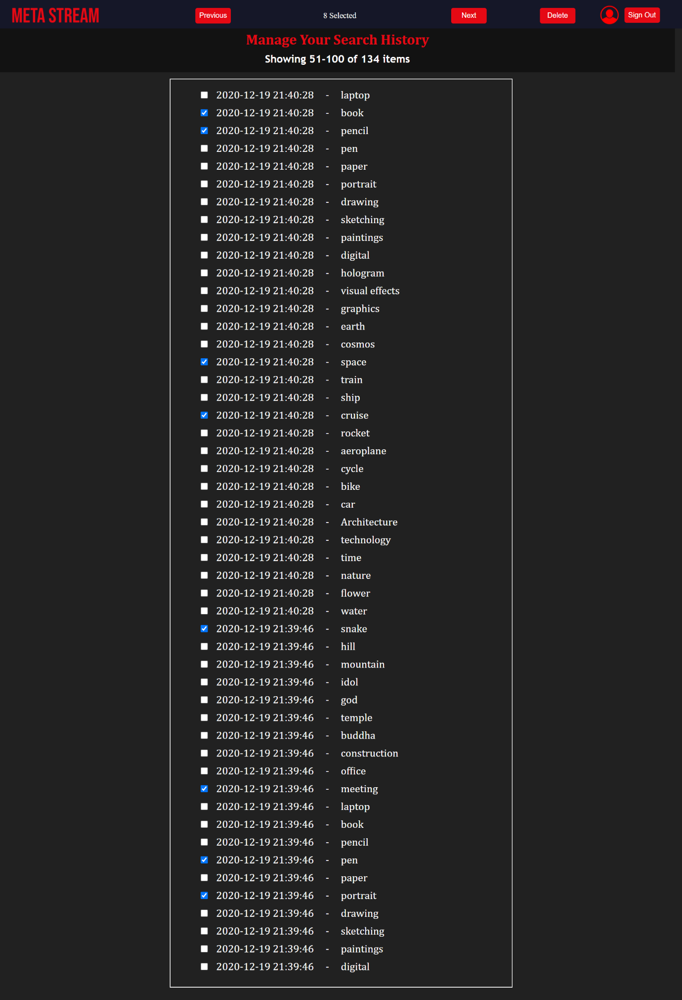 META STREAM Previous 8 Selected Next Delete Sign Out
Manage Your Search History
Showing 51-100 of 134 items
2020-12-19 21:40:28 - laptop
2020-12-19 21:40:28 - book
2020-12-19 21:40:28 - pencil
2020-12-19 21:40:28 - pen
2020-12-19 21:40:28 - paper
2020-12-19 21:40:28 - portrait
2020-12-19 21:40:28 - drawing
2020-12-19 21:40:28 - sketching
2020-12-19 21:40:28 - paintings
2020-12-19 21:40:28 - digital
2020-12-19 21:40:28 - hologram
2020-12-19 21:40:28 - visual effects
2020-12-19 21:40:28 - graphics
2020-12-19 21:40:28 - earth
2020-12-19 21:40:28 - cosmos
2020-12-19 21:40:28 - space
2020-12-19 21:40:28 - train
2020-12-19 21:40:28 - ship
2020-12-19 21:40:28 - cruise
2020-12-19 21:40:28 - rocket
2020-12-19 21:40:28 - aeroplane
2020-12-19 21:40:28 - cycle
2020-12-19 21:40:28 - bike
2020-12-19 21:40:28 - car
2020-12-19 21:40:28 - Architecture
2020-12-19 21:40:28 - technology
2020-12-19 21:40:28 - time
2020-12-19 21:40:28 - nature
2020-12-19 21:40:28 - flower
2020-12-19 21:40:28 - water
2020-12-19 21:39:46 - snake
2020-12-19 21:39:46 - hill
2020-12-19 21:39:46 - mountain
2020-12-19 21:39:46 - idol
2020-12-19 21:39:46 - god
2020-12-19 21:39:46 - temple
2020-12-19 21:39:46 - buddha
2020-12-19 21:39:46 - construction
2020-12-19 21:39:46 - office
2020-12-19 21:39:46 - meeting
2020-12-19 21:39:46 - laptop
2020-12-19 21:39:46 - book
2020-12-19 21:39:46 - pencil
2020-12-19 21:39:46 - pen
2020-12-19 21:39:46 - paper
2020-12-19 21:39:46 - portrait
2020-12-19 21:39:46 - drawing
2020-12-19 21:39:46 - sketching
2020-12-19 21:39:46 - paintings
2020-12-19 21:39:46 - digital